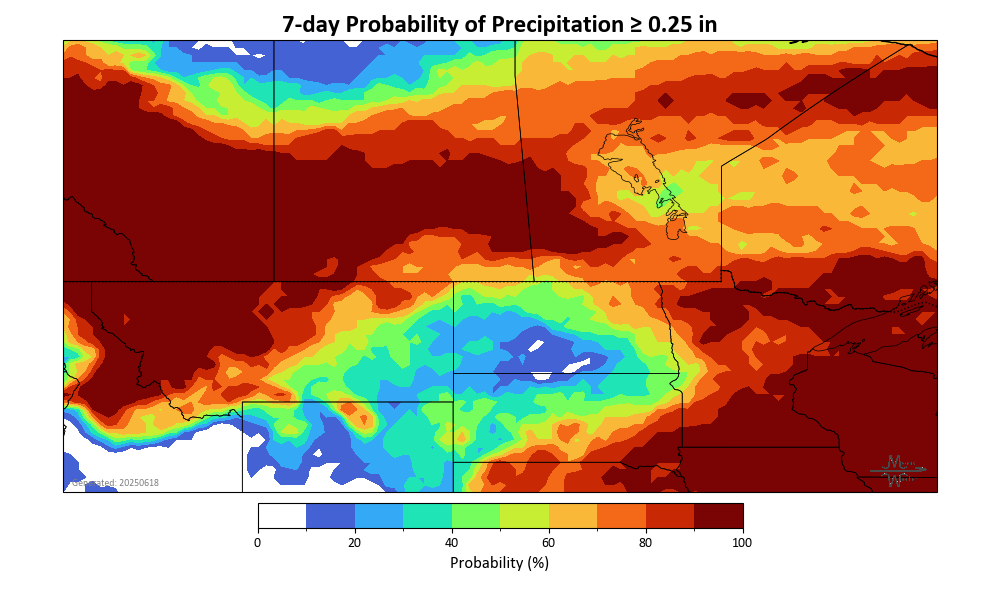 7-day Probability of Precipitation ≥ 0.25 in
Generated: 20250618
0 20 40 60 80 100
Probability (%)